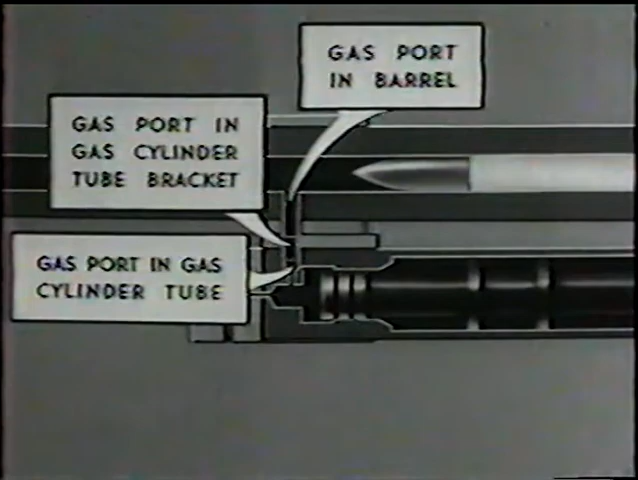 GAS PORT
IN BARREL
GAS PORT IN
GAS CYLINDER
TUBE BRACKET
GAS PORT IN GAS
CYLINDER TUBE